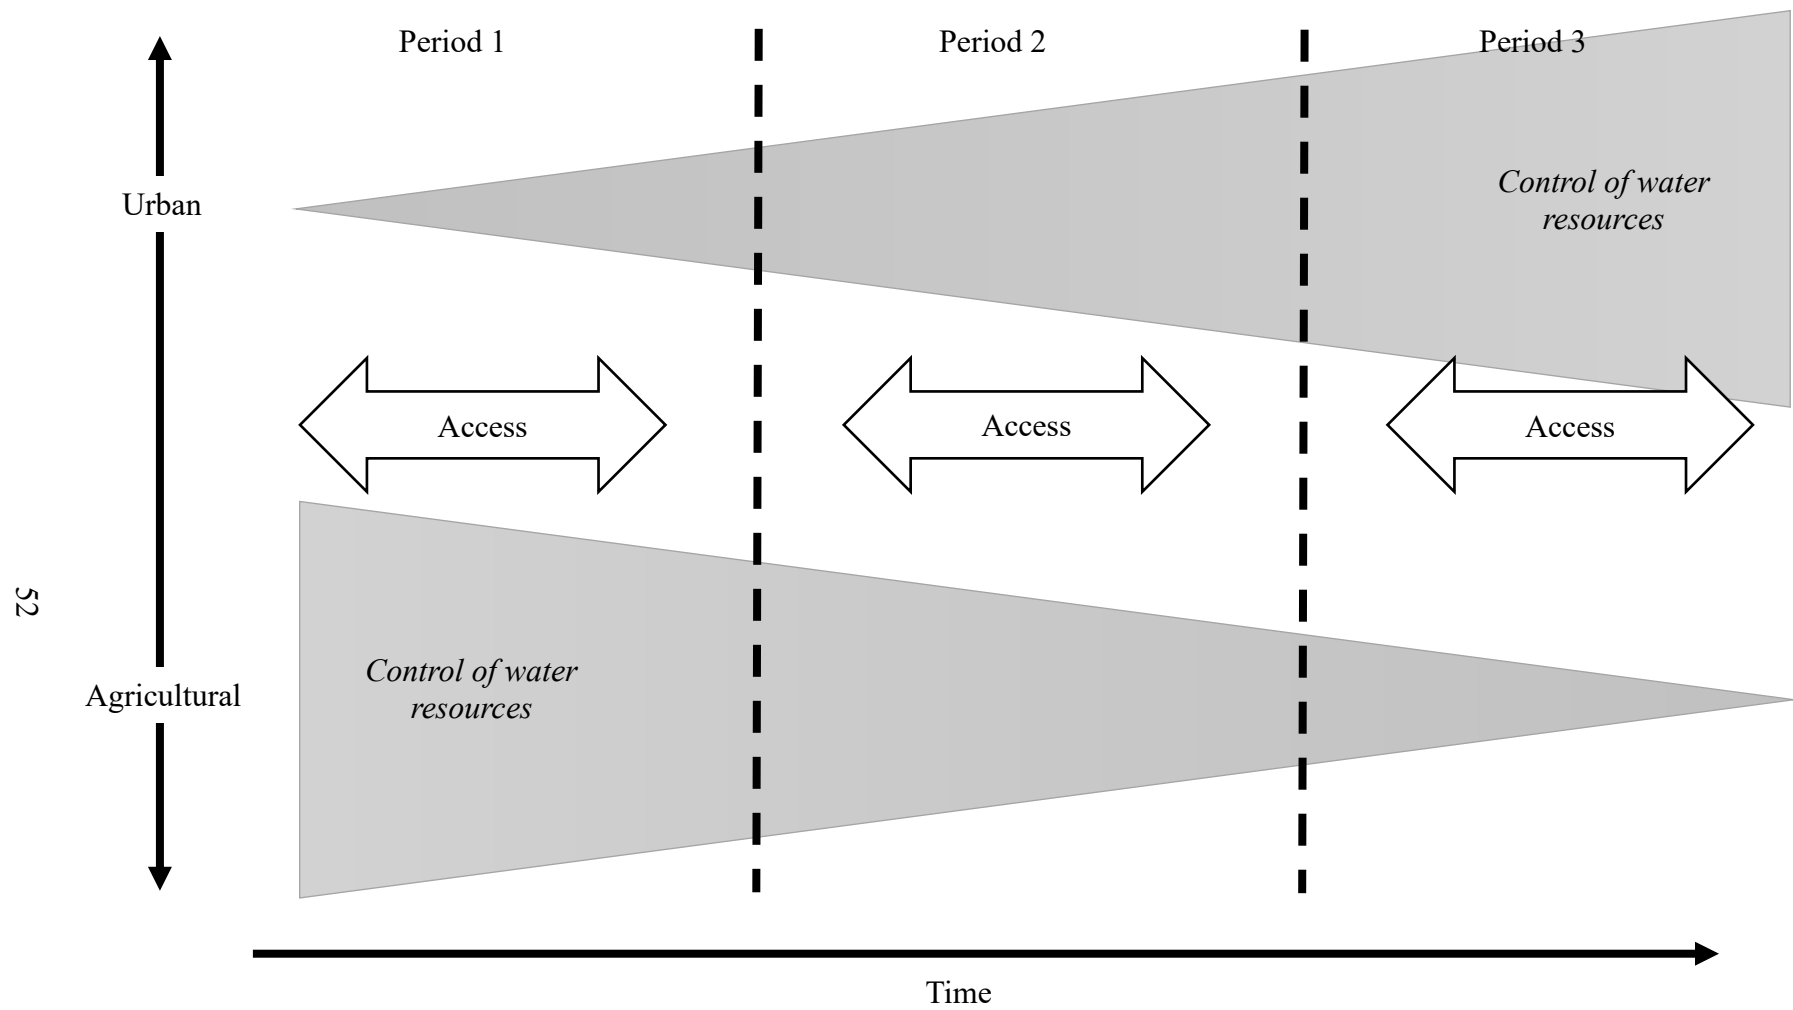 Period 1
Period 2
Period 3
Urban
Control of water
resources
Access
Access
Access
52
Control of water
resources
Agricultural
Time